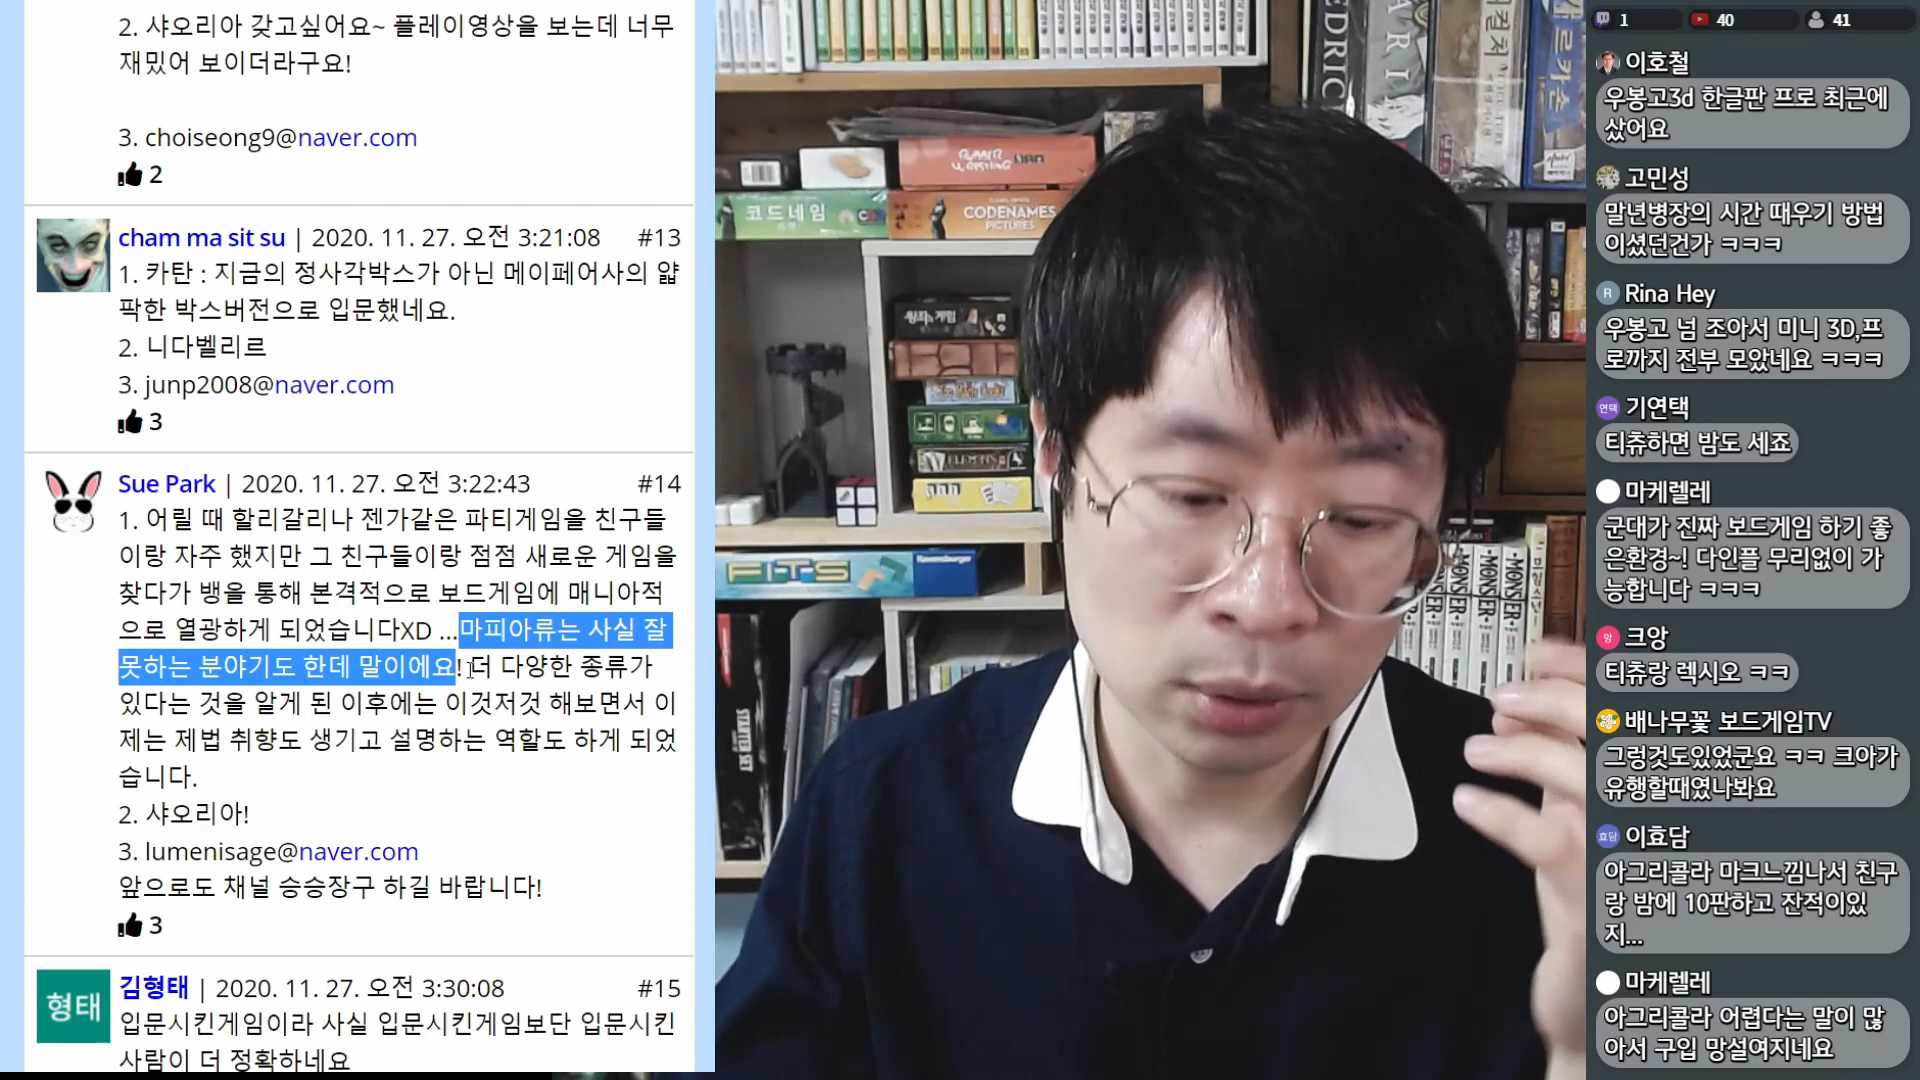 2. 샤오리아 갖고싶어요~ 플레이영상을 보는데 너무
재밌어 보이더라구요!
3. choiseong9@naver.com
2
cham ma sit su | 2020. 11. 27. 오전 3:21:08 #13
1. 카탄 : 지금의 정사각박스가 아닌 메이페어사의 얇
팍한 박스버전으로 입문했네요.
2. 니다벨리르
3. junp2008@naver.com
3
Sue Park | 2020. 11. 27. 오전 3:22:43 #14
1. 어릴 때 할리갈리나 젠가같은 파티게임을 친구들
이랑 자주 했지만 그 친구들이랑 점점 새로운 게임을
찾다가 뱅을 통해 본격적으로 보드게임에 매니아적
으로 열광하게 되었습니다XD ...마피아류는 사실 잘
못하는 분야기도 한데 말이에요! 더 다양한 종류가
있다는 것을 알게 된 이후에는 이것저것 해보면서 이
제는 제법 취향도 생기고 설명하는 역할도 하게 되었
습니다.
2. 샤오리아!
3. lumenisage@naver.com
앞으로도 채널 승승장구 하길 바랍니다!
3
형태
김형태 | 2020. 11. 27. 오전 3:30:08 #15
입문시킨게임이라 사실 입문시킨게임보단 입문시킨
사람이 더 정확하네요
코드네임
CODENAMES
PICTURES
왕좌의게임
FITS
Ravensburger
STARTER SET
MONSTER
MONSTER
MONSTER
1
40
41
이호철
우봉고3d 한글판 프로 최근에
샀어요
고민성
말년병장의 시간 때우기 방법
이셨던건가 ㅋㅋㅋ
R Rina Hey
우봉고 넘 조아서 미니 3D,프
로까지 전부 모았네요 ㅋㅋㅋ
연택 기연택
티츄하면 밤도 세죠
마케렐레
군대가 진짜 보드게임 하기 좋
은환경~! 다인플 무리없이 가
능합니다 ㅋㅋㅋ
앙 크앙
티츄랑 렉시오 ㅋㅋ
배나무꽃 보드게임TV
그렁것도있었군요 ㅋㅋ 크아가
유행할때였나봐요
효담 이효담
아그리콜라 마크느낌나서 친구
랑 밤에 10판하고 잔적이있
지...
마케렐레
아그리콜라 어렵다는 말이 많
아서 구입 망설여지네요